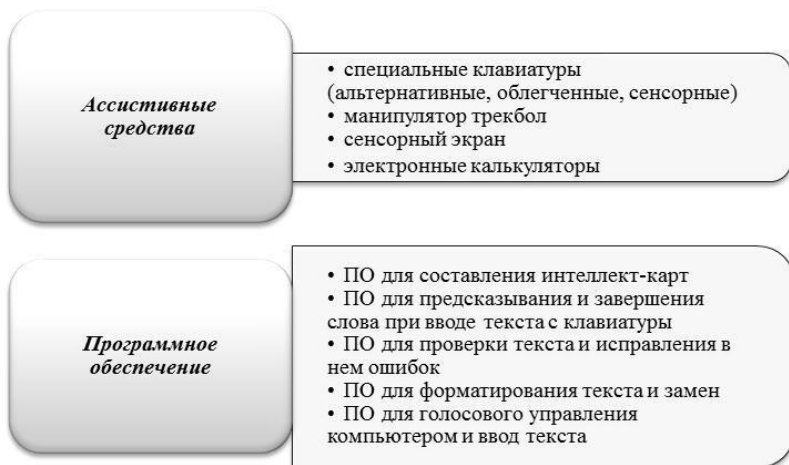 Ассистивные
средства
• специальные клавиатуры
(альтернативные, облегченные, сенсорные)
• манипулятор трекбол
• сенсорный экран
• электронные калькуляторы
Программное
обеспечение
• ПО для составления интеллект-карт
• ПО для предсказывания и завершения
слова при вводе текста с клавиатуры
• ПО для проверки текста и исправления в
нем ошибок
• ПО для форматирования текста и замен
• ПО для голосового управления
компьютером и ввод текста